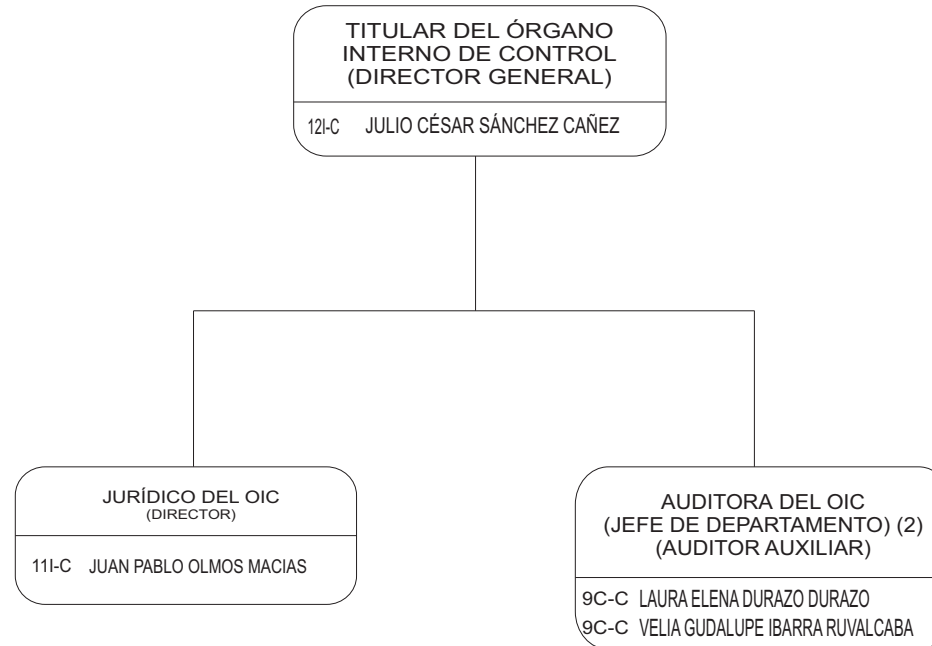 TITULAR DEL ÓRGANO
INTERNO DE CONTROL
(DIRECTOR GENERAL)
12I-C JULIO CÉSAR SÁNCHEZ CAÑEZ
JURÍDICO DEL OIC
(DIRECTOR)
11I-C JUAN PABLO OLMOS MACIAS
AUDITORA DEL OIC
(JEFE DE DEPARTAMENTO) (2)
(AUDITOR AUXILIAR)
9C-C LAURA ELENA DURAZO DURAZO
9C-C VELIA GUDALUPE IBARRA RUVALCABA